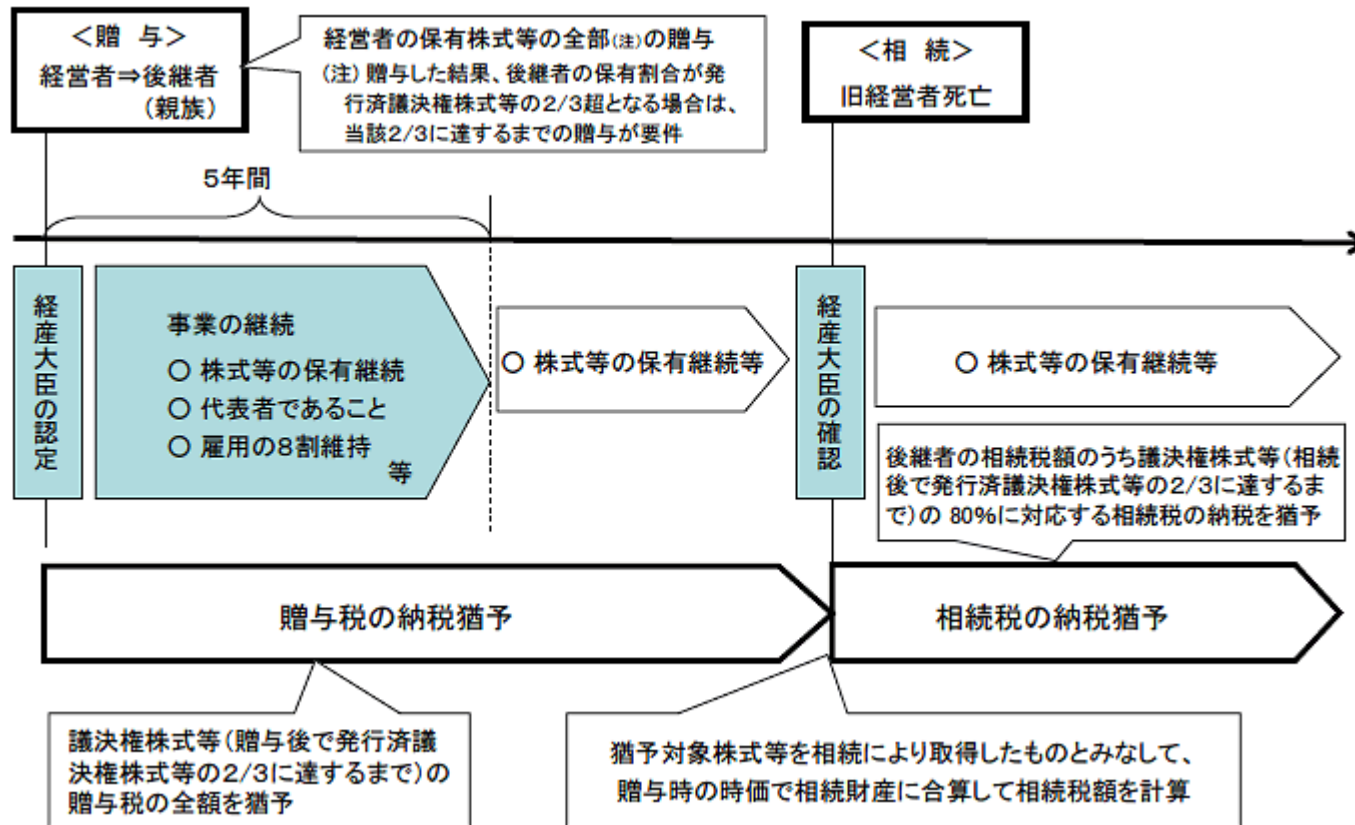 <贈 与>
経営者⇒後継者
(親族)
経営者の保有株式等の全部(注)の贈与
(注) 贈与した結果、後継者の保有割合が発
行済議決権株式等の2/3超となる場合は、
当該2/3に達するまでの贈与が要件
<相 続>
旧経営者死亡
5年間
経産大臣の認定
事業の継続
○ 株式等の保有継続
○ 代表者であること
○ 雇用の8割維持
等
○ 株式等の保有継続等
経産大臣の確認
○ 株式等の保有継続等
後継者の相続税額のうち議決権株式等(相続
後で発行済議決権株式等の2/3に達するま
で)の 80%に対応する相続税の納税を猶予
贈与税の納税猶予
相続税の納税猶予
議決権株式等(贈与後で発行済議
決権株式等の2/3に達するまで)の
贈与税の全額を猶予
猶予対象株式等を相続により取得したものとみなして、
贈与時の時価で相続財産に合算して相続税額を計算